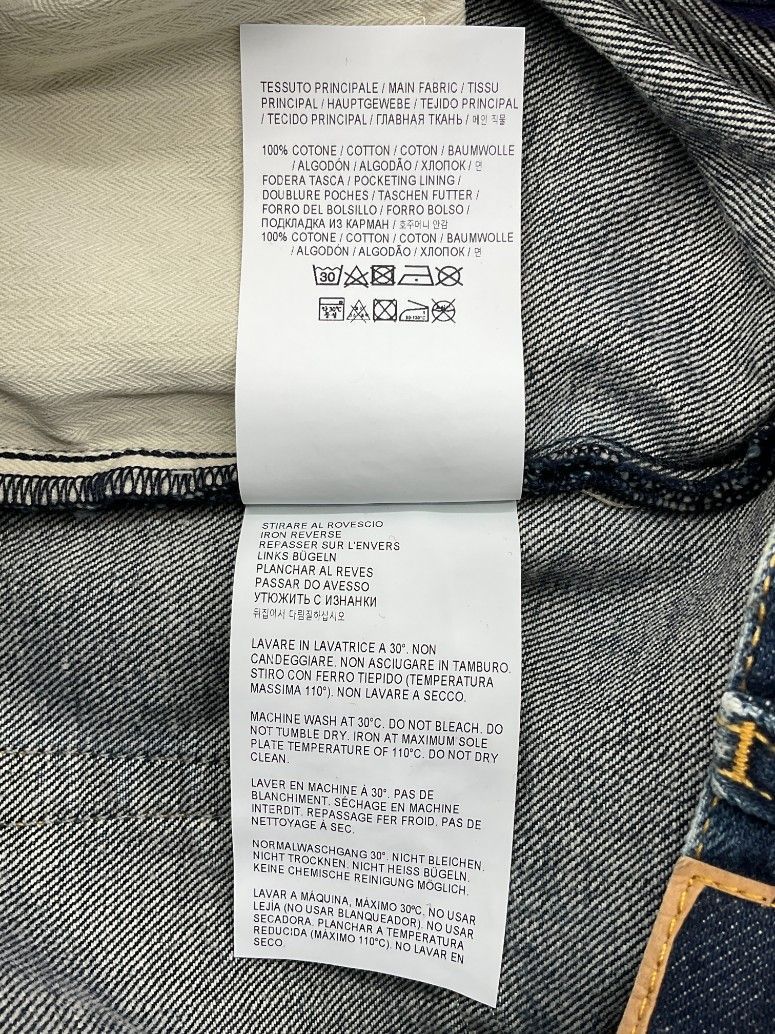 TESSUTO PRINCIPALE / MAIN FABRIC / TISSU
PRINCIPAL / HAUPTGEWEBE / TEJIDO PRINCIPAL
/ TECIDO PRINCIPAL / ГЛАВНАЯ ТКАНЬ / 메인 직물
100% COTONE / COTTON / COTON / BAUMWOLLE
/ ALGODÓN / ALGODÃO / ХЛОПОК / 면
FODERA TASCA / POCKETING LINING /
DOUBLURE POCHES / TASCHEN FUTTER /
FORRO DEL BOLSILLO / FORRO BOLSO /
ПОДКЛАДКА ИЗ КАРМАН / 호주머니 안감
100% COTONE / COTTON / COTON / BAUMWOLLE
/ ALGODÓN / ALGODÃO / ХЛОПОК / 면
30
STIRARE AL ROVESCIO
IRON REVERSE
REPASSER SUR L'ENVERS
LINKS BÜGELN
PLANCHAR AL REVES
PASSAR DO AVESSO
УТЮЖИТЬ С ИЗНАНКИ
뒤집어서 다림질하십시오
LAVARE IN LAVATRICE A 30°. NON
CANDEGGIARE. NON ASCIUGARE IN TAMBURO.
STIRO CON FERRO TIEPIDO (TEMPERATURA
MASSIMA 110°). NON LAVARE A SECCO.
MACHINE WASH AT 30°C. DO NOT BLEACH. DO
NOT TUMBLE DRY. IRON AT MAXIMUM SOLE
PLATE TEMPERATURE OF 110°C. DO NOT DRY
CLEAN.
LAVER EN MACHINE À 30°. PAS DE
BLANCHIMENT. SÉCHAGE EN MACHINE
INTERDIT. REPASSAGE FER FROID. PAS DE
NETTOYAGE À SEC.
NORMALWASCHGANG 30°. NICHT BLEICHEN.
NICHT TROCKNEN. NICHT HEISS BÜGELN.
KEINE CHEMISCHE REINIGUNG MÖGLICH.
LAVAR A MÁQUINA, MÁXIMO 30ºC. NO USAR
LEJÍA (NO USAR BLANQUEADOR). NO USAR
SECADORA. PLANCHAR A TEMPERATURA
REDUCIDA (MÁXIMO 110°C). NO LAVAR EN
SECO